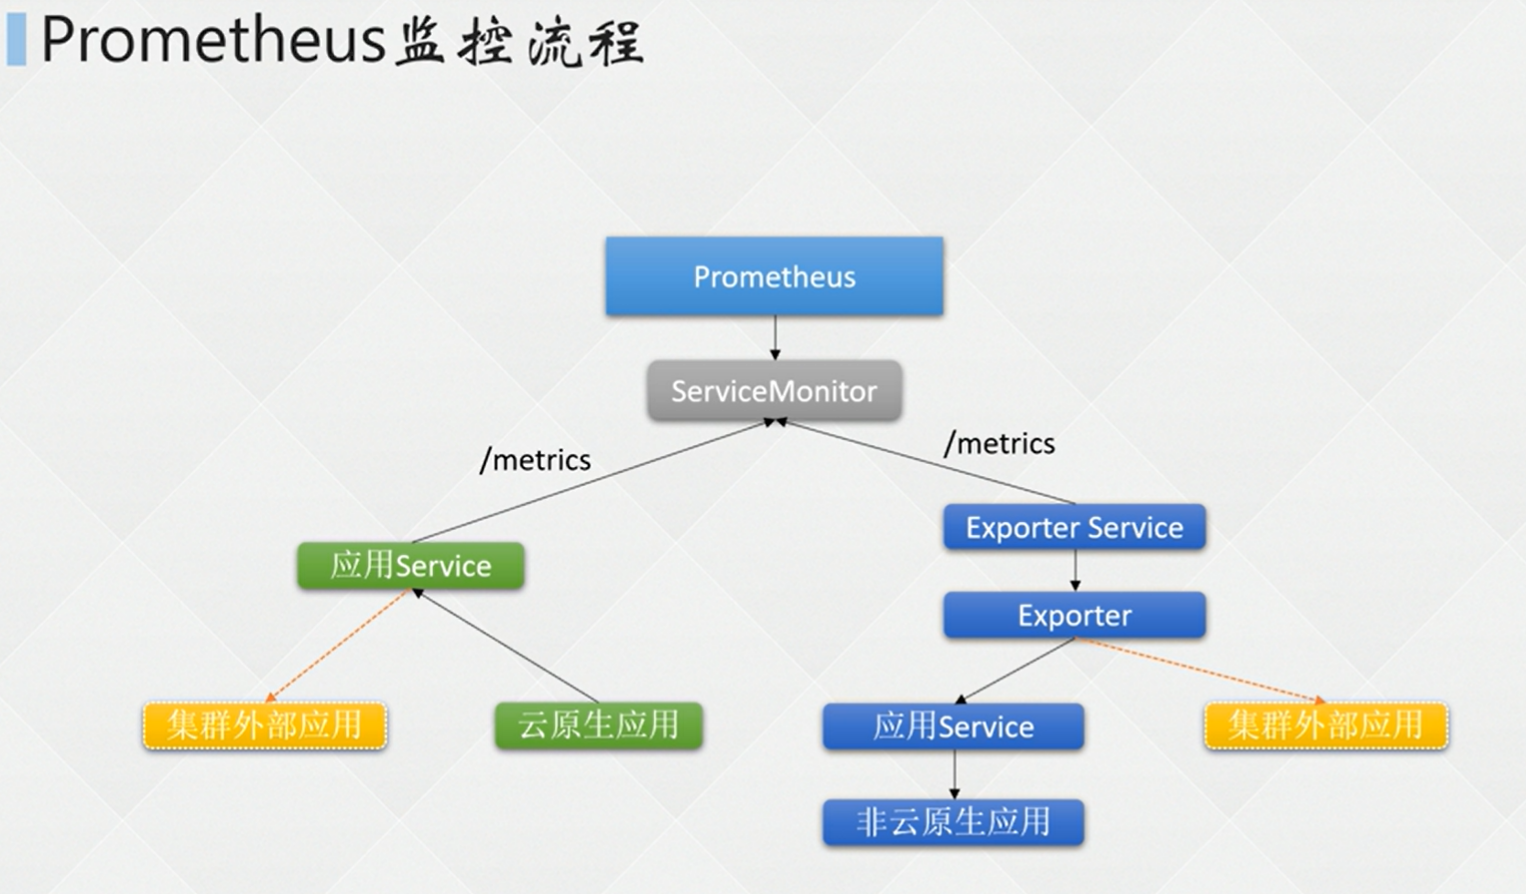 Prometheus监控流程
Prometheus
ServiceMonitor
/metrics
/metrics
应用Service
Exporter Service
Exporter
集群外部应用
云原生应用
应用Service
集群外部应用
非云原生应用